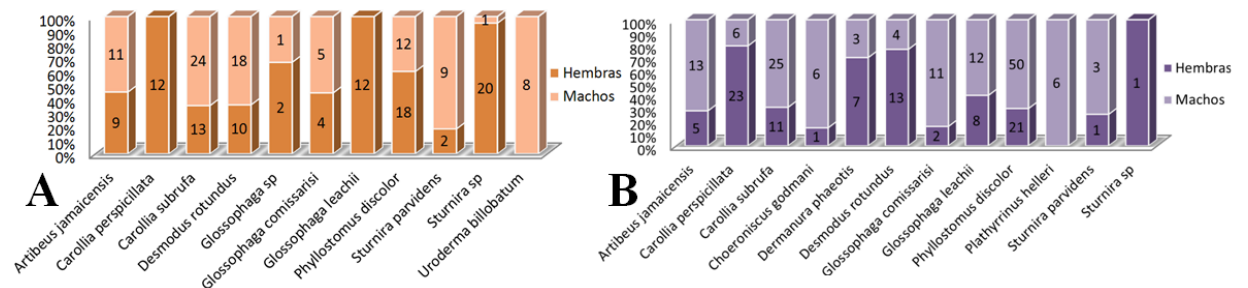 100%
90%
80%
70%
60%
50%
40%
30%
20%
10%
0%
11 24 18 1 5 12 9 1 8
9 12 13 10 2 4 12 18 2 20
Hembras
Machos
A
Artibeus jamaicensis
Carollia perspicillata
Carollia subrufa
Desmodus rotundus
Glossophaga sp
Glossophaga comissarisi
Glossophaga leachii
Phyllostomus discolor
Sturnira parvidens
Sturnira sp
Uroderma billobatum
100%
90%
80%
70%
60%
50%
40%
30%
20%
10%
0%
13 6 25 6 3 4 11 12 50 6 3
5 23 11 1 7 13 2 8 21 1 1
Hembras
Machos
B
Artibeus jamaicensis
Carollia perspicillata
Carollia subrufa
Choeroniscus godmani
Dermanura phaeotis
Desmodus rotundus
Glossophaga comissarisi
Glossophaga leachii
Phyllostomus discolor
Plathyrrinus helleri
Sturnira parvidens
Sturnira sp